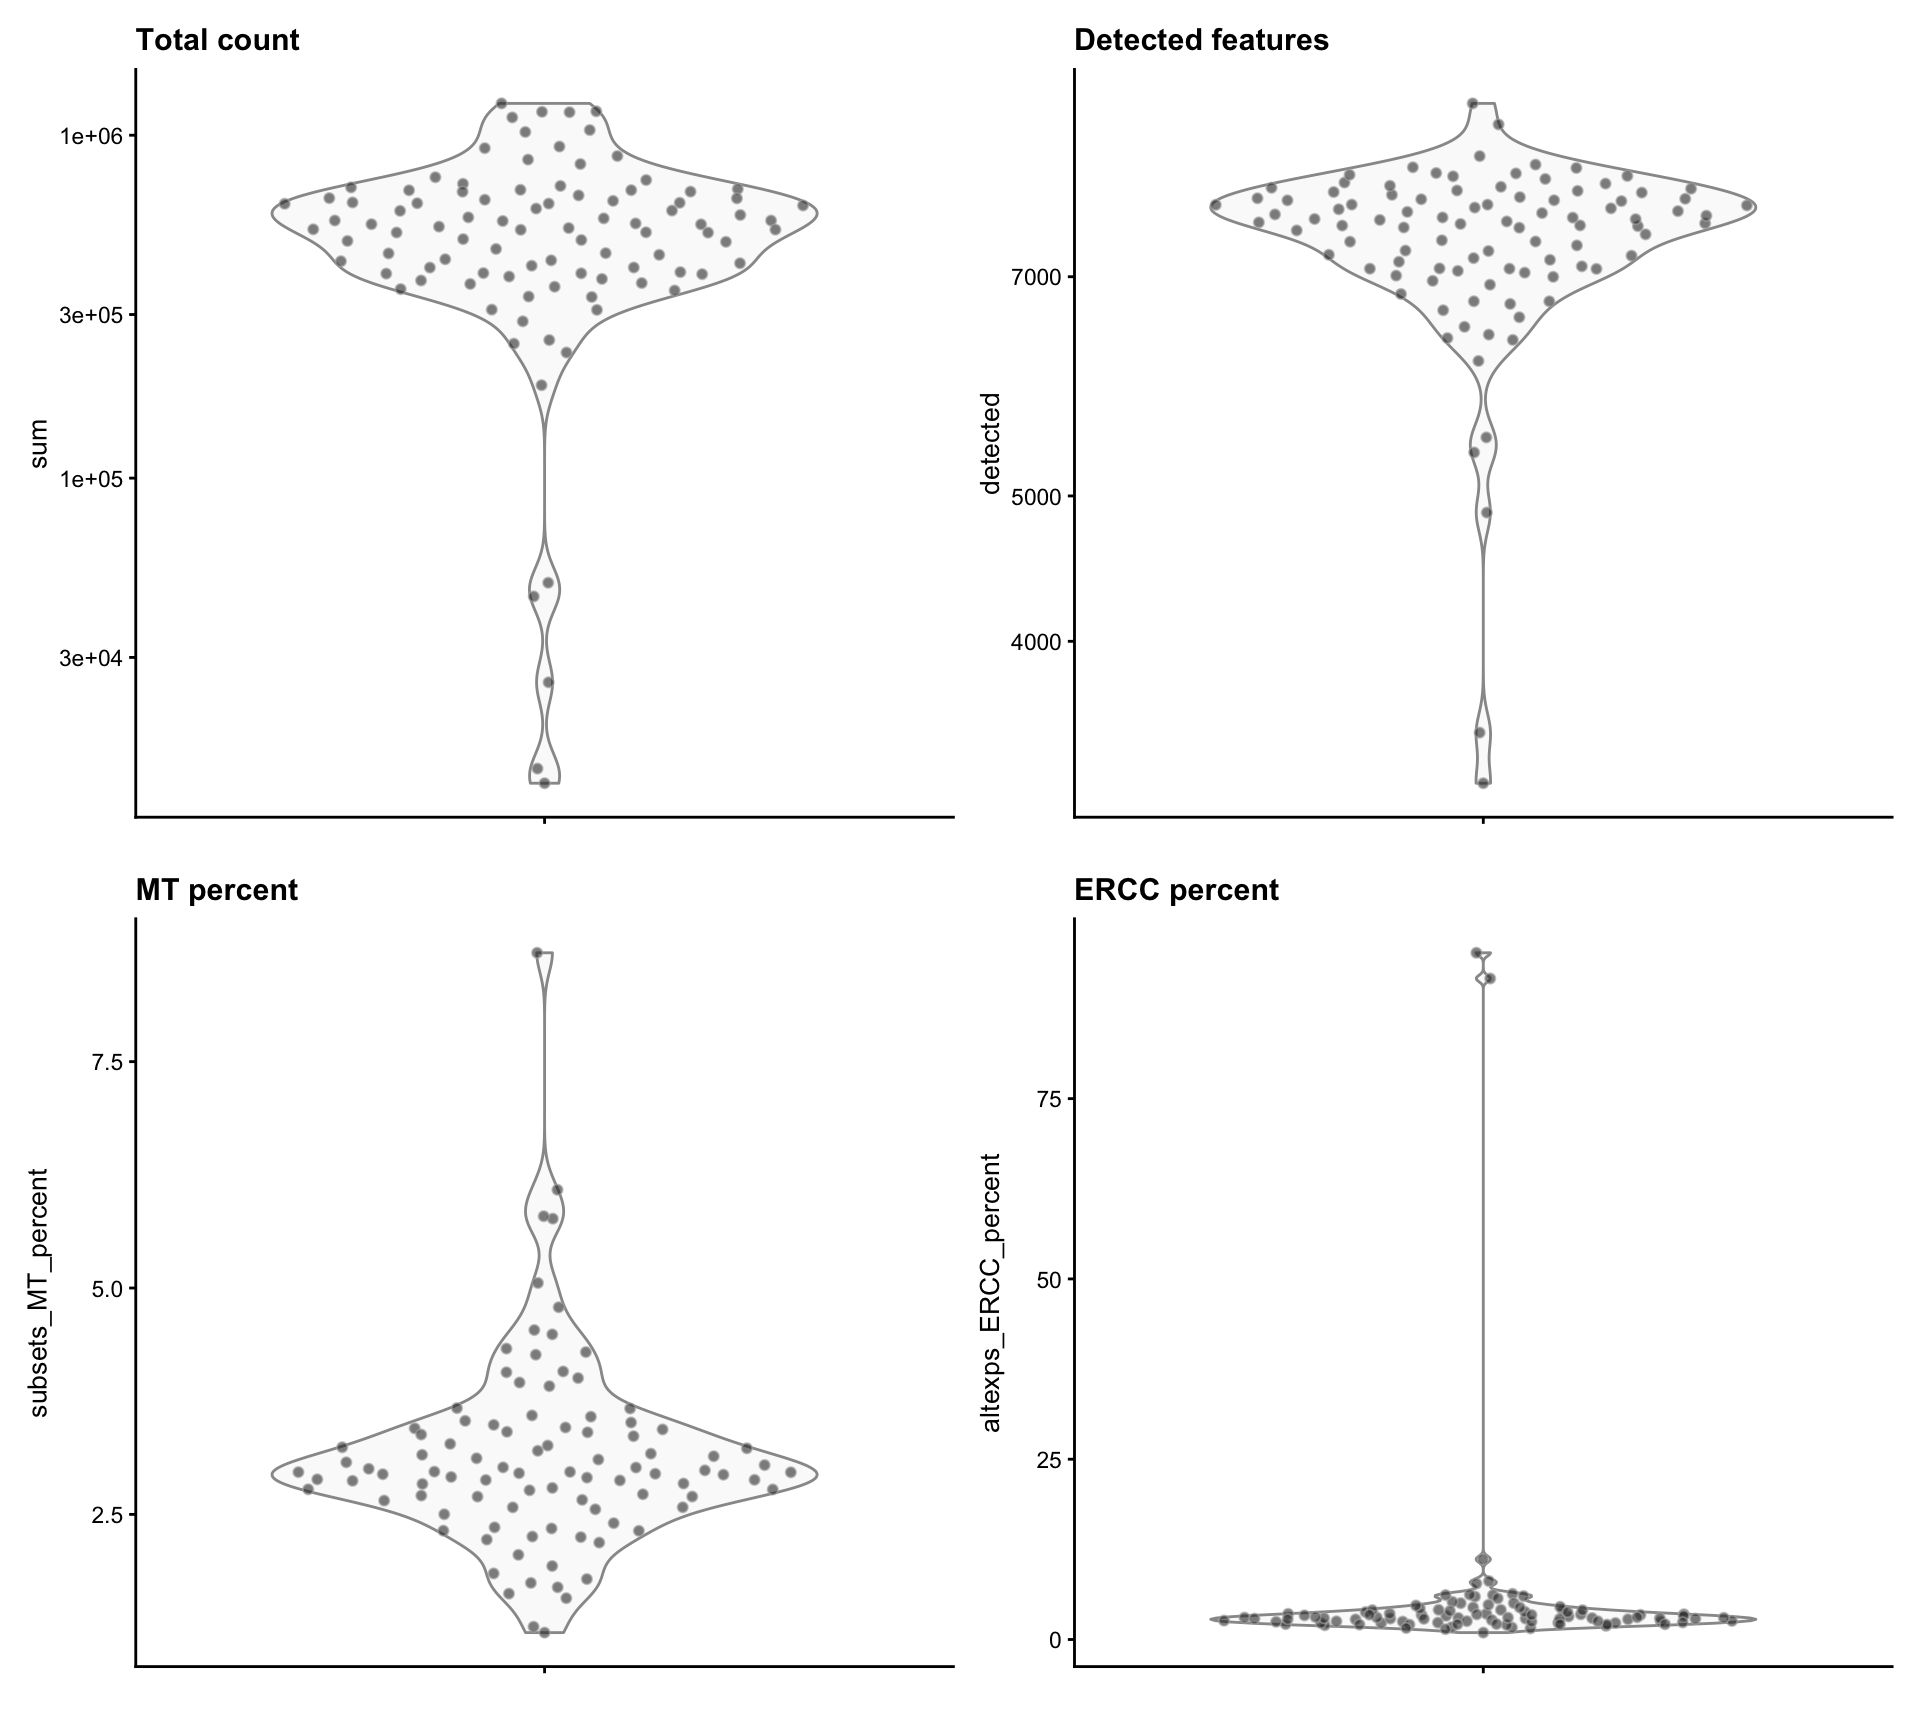 Total count
1e+06
3e+05
1e+05
3e+04
sum
Detected features
7000
5000
4000
detected
MT percent
7.5
5.0
2.5
subsets_MT_percent
ERCC percent
75
50
25
0
altexps_ERCC_percent